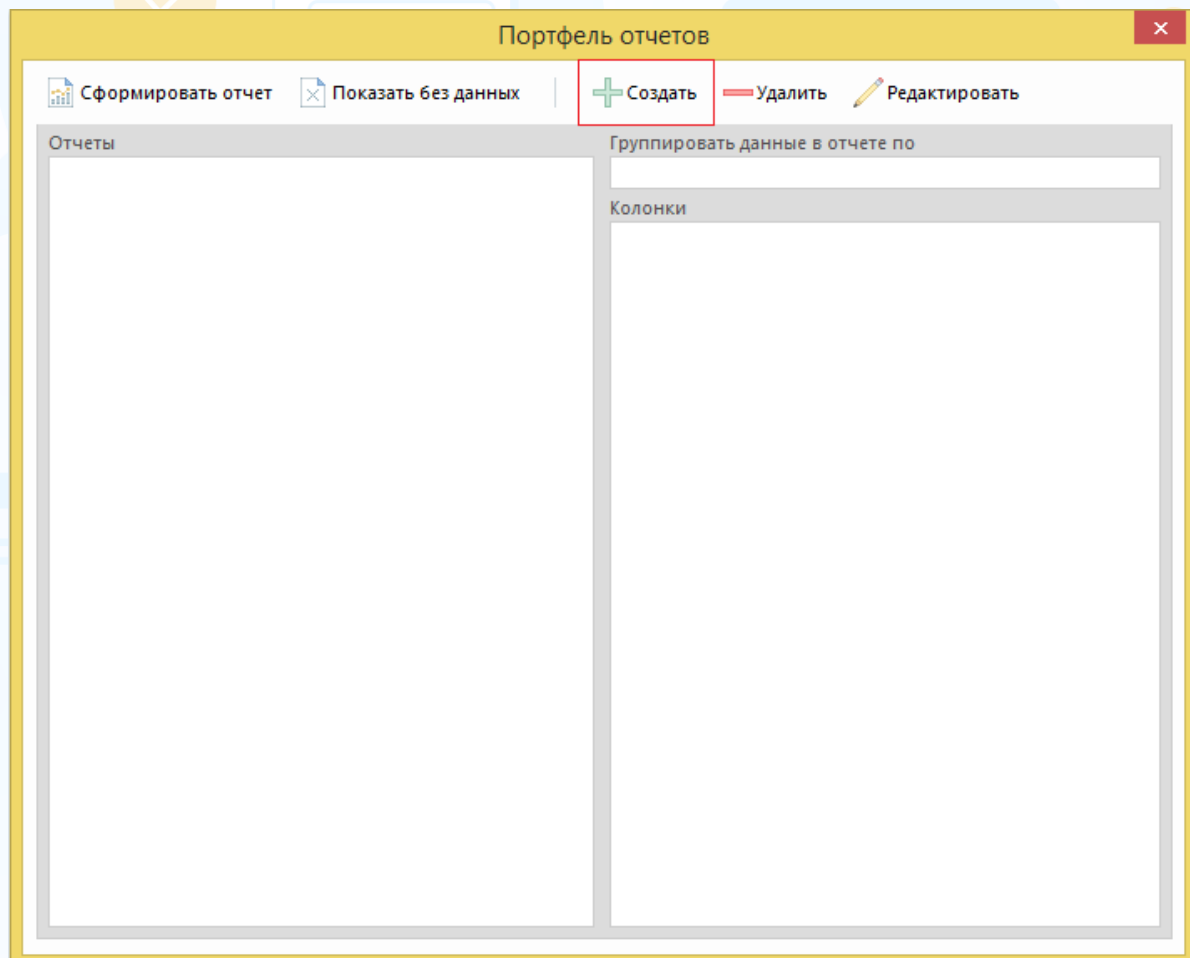 Портфель отчетов
Сформировать отчет Показать без данных Создать Удалить Редактировать
Отчеты
Группировать данные в отчете по
Колонки